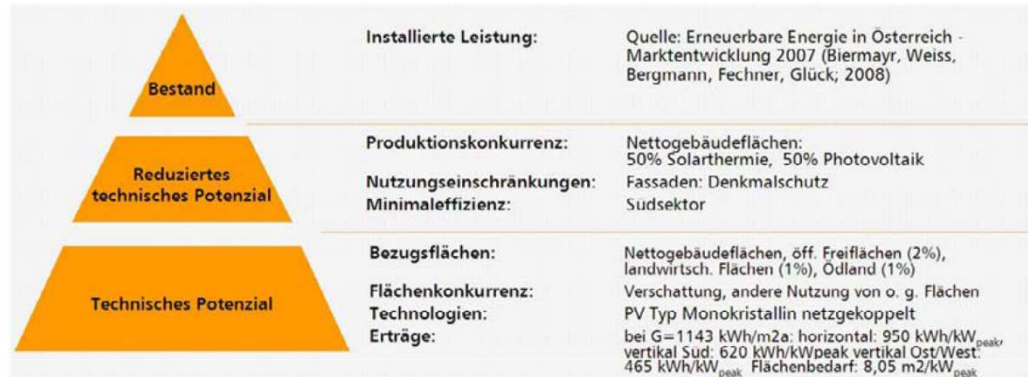 Bestand
Installierte Leistung: Quelle: Erneuerbare Energie in Österreich -
Marktentwicklung 2007 (Biermayr, Weiss,
Bergmann, Fechner, Glück; 2008)
Reduziertes
technisches Potenzial
Produktionskonkurrenz: Nettogebäudeflächen:
50% Solarthermie, 50% Photovoltaik
Nutzungseinschränkungen: Fassaden: Denkmalschutz
Minimaleffizienz: Südsektor
Technisches Potenzial
Bezugsflächen: Nettogebäudeflächen, öff. Freiflächen (2%),
landwirtsch. Flächen (1%), Ödland (1%)
Flächenkonkurrenz: Verschattung, andere Nutzung von o. g. Flächen
Technologien: PV Typ Monokristallin netzgekoppelt
Erträge: bei G=1143 kWh/m2a: horizontal: 950 kWh/kWpeak,
vertikal Süd: 620 kWh/kWpeak vertikal Ost/West:
465 kWh/kWpeak Flächenbedarf: 8,05 m2/kWpeak